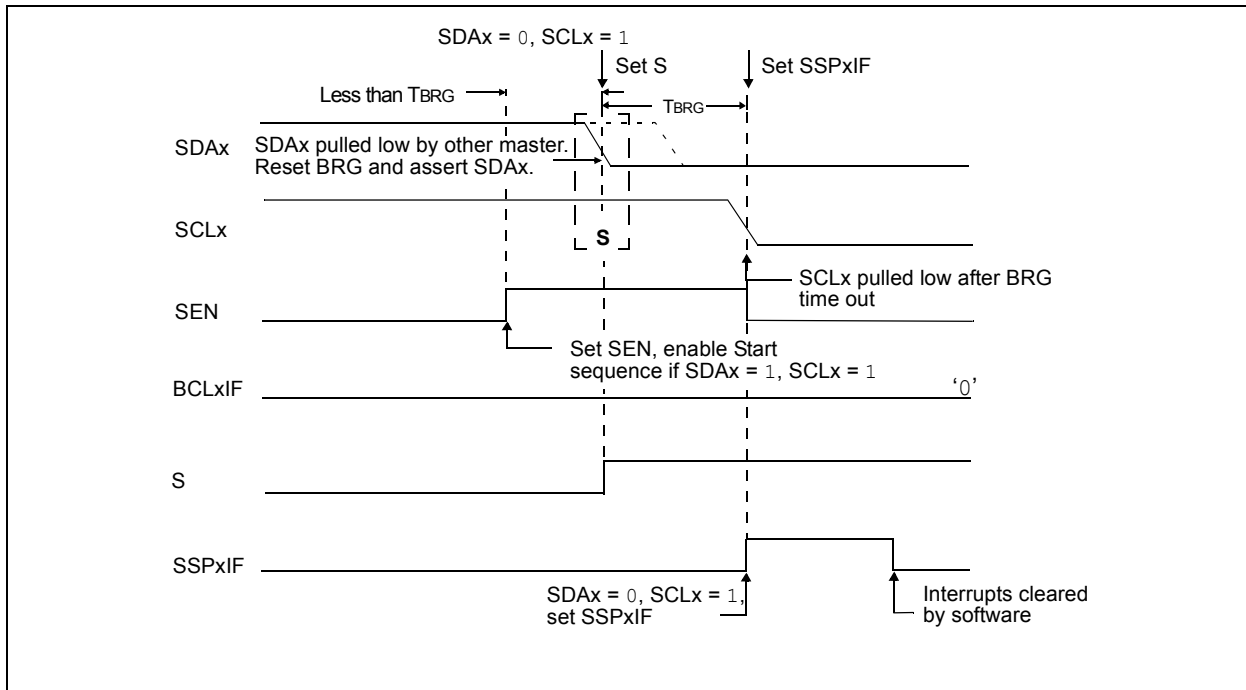 SDAx = 0, SCLx = 1
Set S
Set SSPxIF
Less than TBRG
TBRG
SDAx
SDAx pulled low by other master.
Reset BRG and assert SDAx.
SCLx
S
SCLx pulled low after BRG
time out
SEN
Set SEN, enable Start
sequence if SDAx = 1, SCLx = 1
BCLxIF
‘0’
S
SSPxIF
SDAx = 0, SCLx = 1,
set SSPxIF
Interrupts cleared
by software